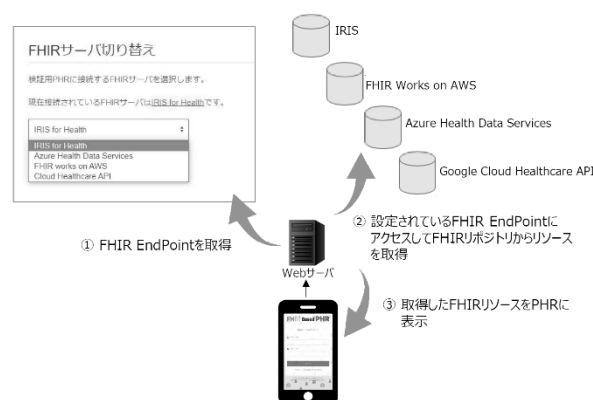 FHIRサーバ切り替え
検証用PHRに接続するFHIRサーバを選択します。
現在接続されているFHIRサーバはIRIS for Healthです。
IRIS for Health
IRIS for Health
Azure Health Data Services
FHIR works on AWS
Cloud Healthcare API
IRIS
FHIR Works on AWS
Azure Health Data Services
Google Cloud Healthcare API
① FHIR EndPointを取得
② 設定されているFHIR EndPointに
アクセスしてFHIRリポジトリからリソース
を取得
Webサーバ
③ 取得したFHIRリソースをPHRに
表示
FHIR Based PHR